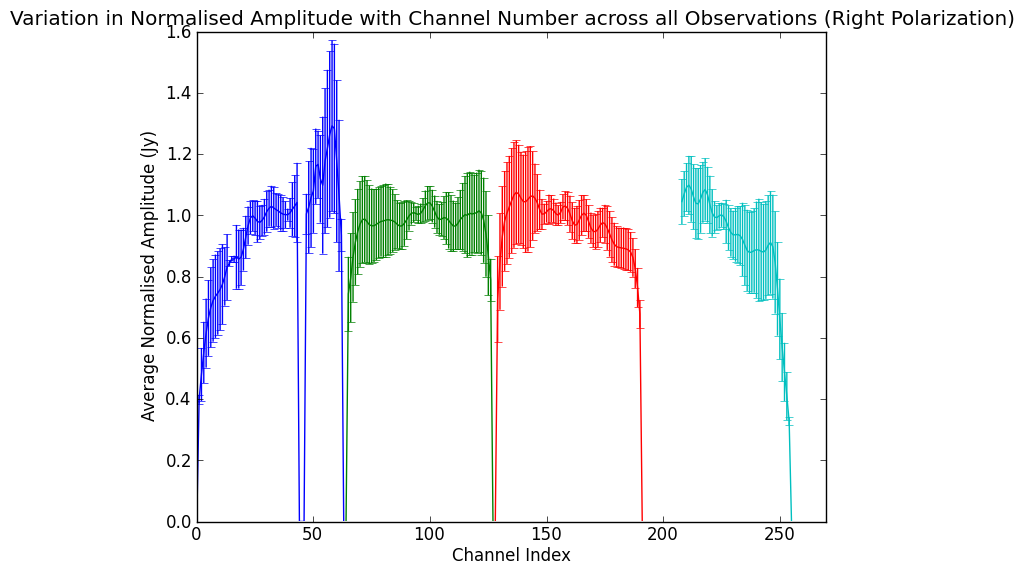 Variation in Normalised Amplitude with Channel Number across all Observations (Right Polarization)
1.6
1.4
1.2
1.0
0.8
0.6
0.4
0.2
0.0
Average Normalised Amplitude (Jy)
0 50 100 150 200 250
Channel Index